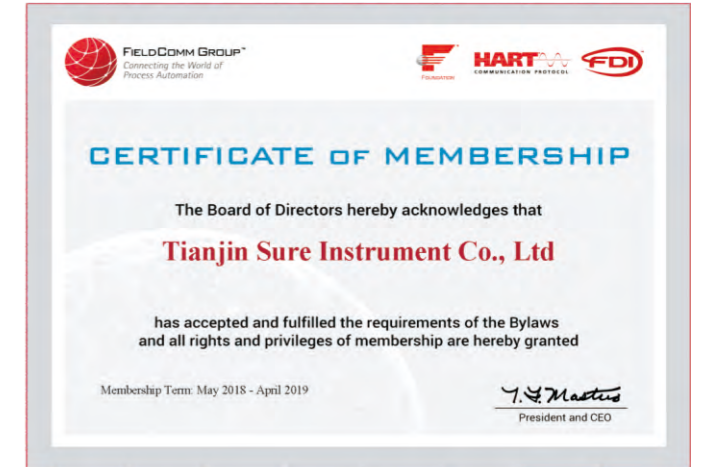 FIELDCOMM GROUP™
Connecting the World of
Process Automation
FOUNDATION
HART
COMMUNICATION PROTOCOL
FDI
CERTIFICATE OF MEMBERSHIP
The Board of Directors hereby acknowledges that
Tianjin Sure Instrument Co., Ltd
has accepted and fulfilled the requirements of the Bylaws
and all rights and privileges of membership are hereby granted
Membership Term: May 2018 - April 2019
President and CEO